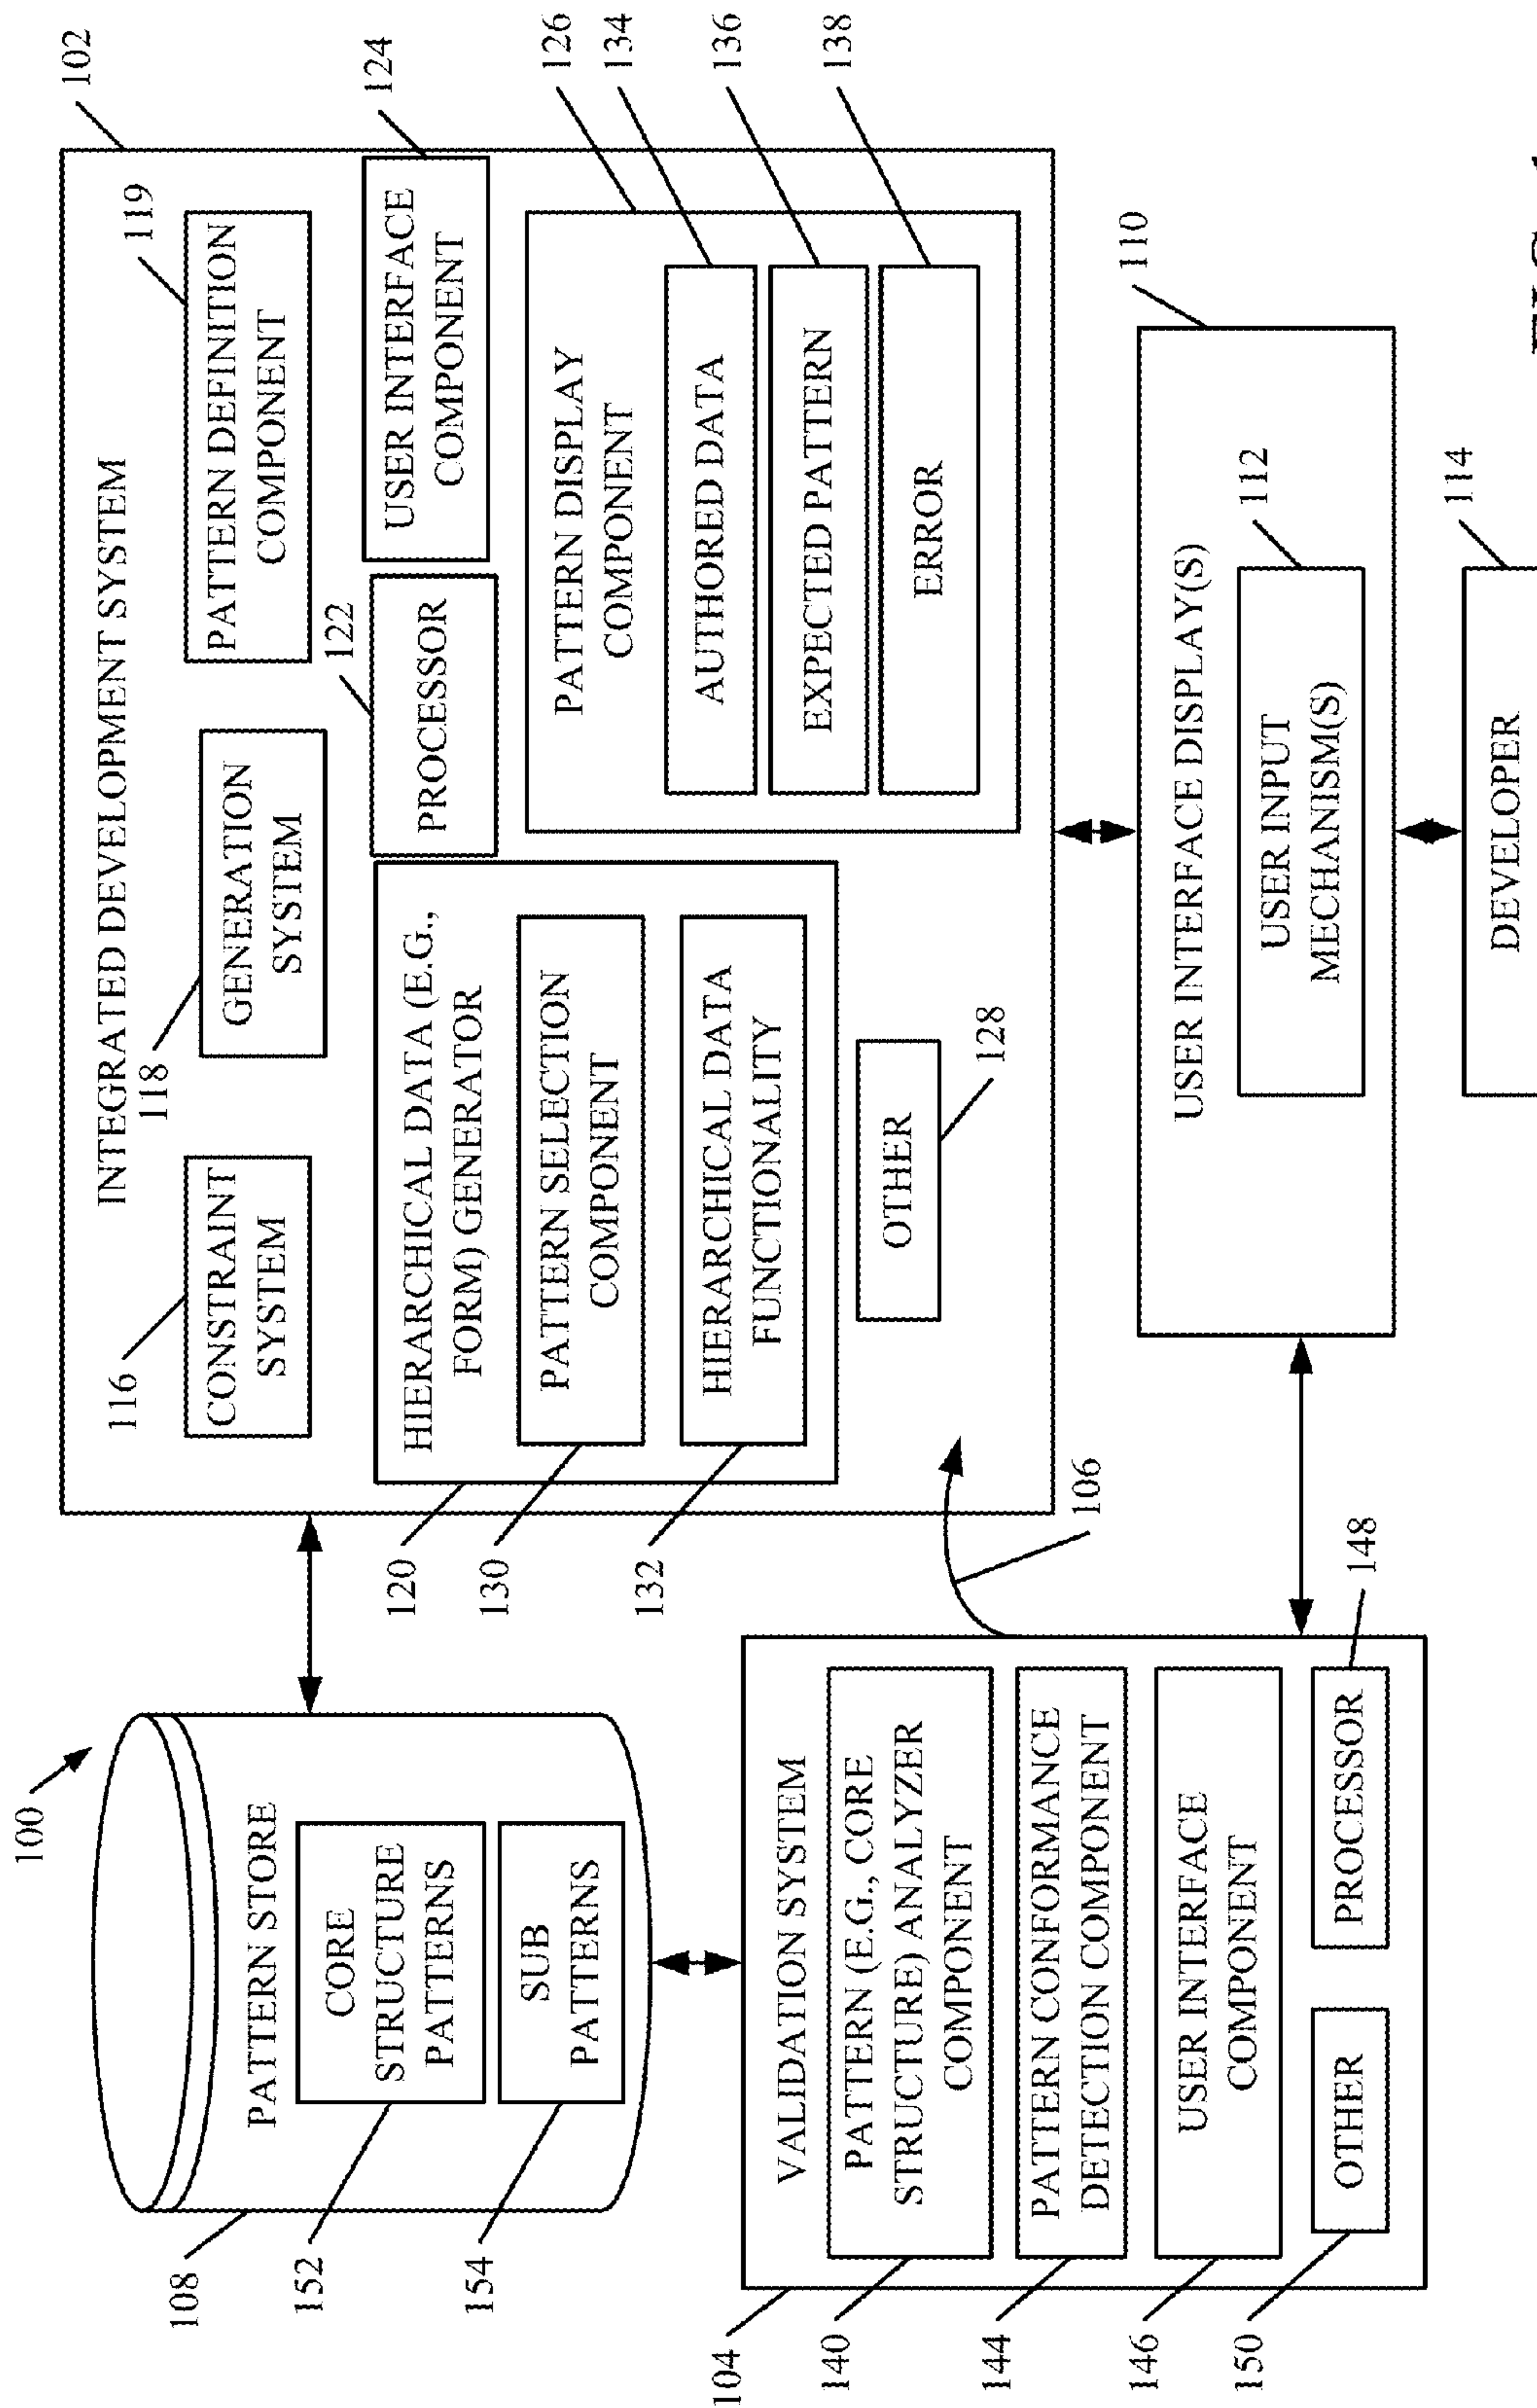 100
108
PATTERN STORE
CORE
STRUCTURE
PATTERNS
152
SUB
PATTERNS
154
102
INTEGRATED DEVELOPMENT SYSTEM
116
CONSTRAINT
SYSTEM
118
GENERATION
SYSTEM
119
PATTERN DEFINITION
COMPONENT
122
PROCESSOR
124
USER INTERFACE
COMPONENT
120
HIERARCHICAL DATA (E.G.,
FORM) GENERATOR
130
PATTERN SELECTION
COMPONENT
132
HIERARCHICAL DATA
FUNCTIONALITY
OTHER
128
126
PATTERN DISPLAY
COMPONENT
134
AUTHORED DATA
136
EXPECTED PATTERN
138
ERROR
106
104
VALIDATION SYSTEM
140
PATTERN (E.G., CORE
STRUCTURE) ANALYZER
COMPONENT
144
PATTERN CONFORMANCE
DETECTION COMPONENT
146
USER INTERFACE
COMPONENT
150
OTHER
PROCESSOR
148
110
USER INTERFACE DISPLAY(S)
112
USER INPUT
MECHANISM(S)
114
DEVELOPER